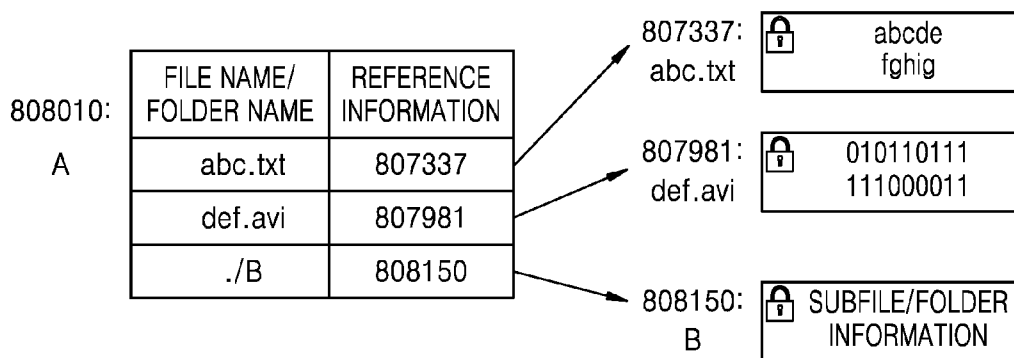 808010:
A
FILE NAME/
FOLDER NAME
REFERENCE
INFORMATION
abc.txt
807337
def.avi
807981
./B
808150
807337:
abc.txt
abcde
fghig
807981:
def.avi
010110111
111000011
808150:
B
SUBFILE/FOLDER
INFORMATION